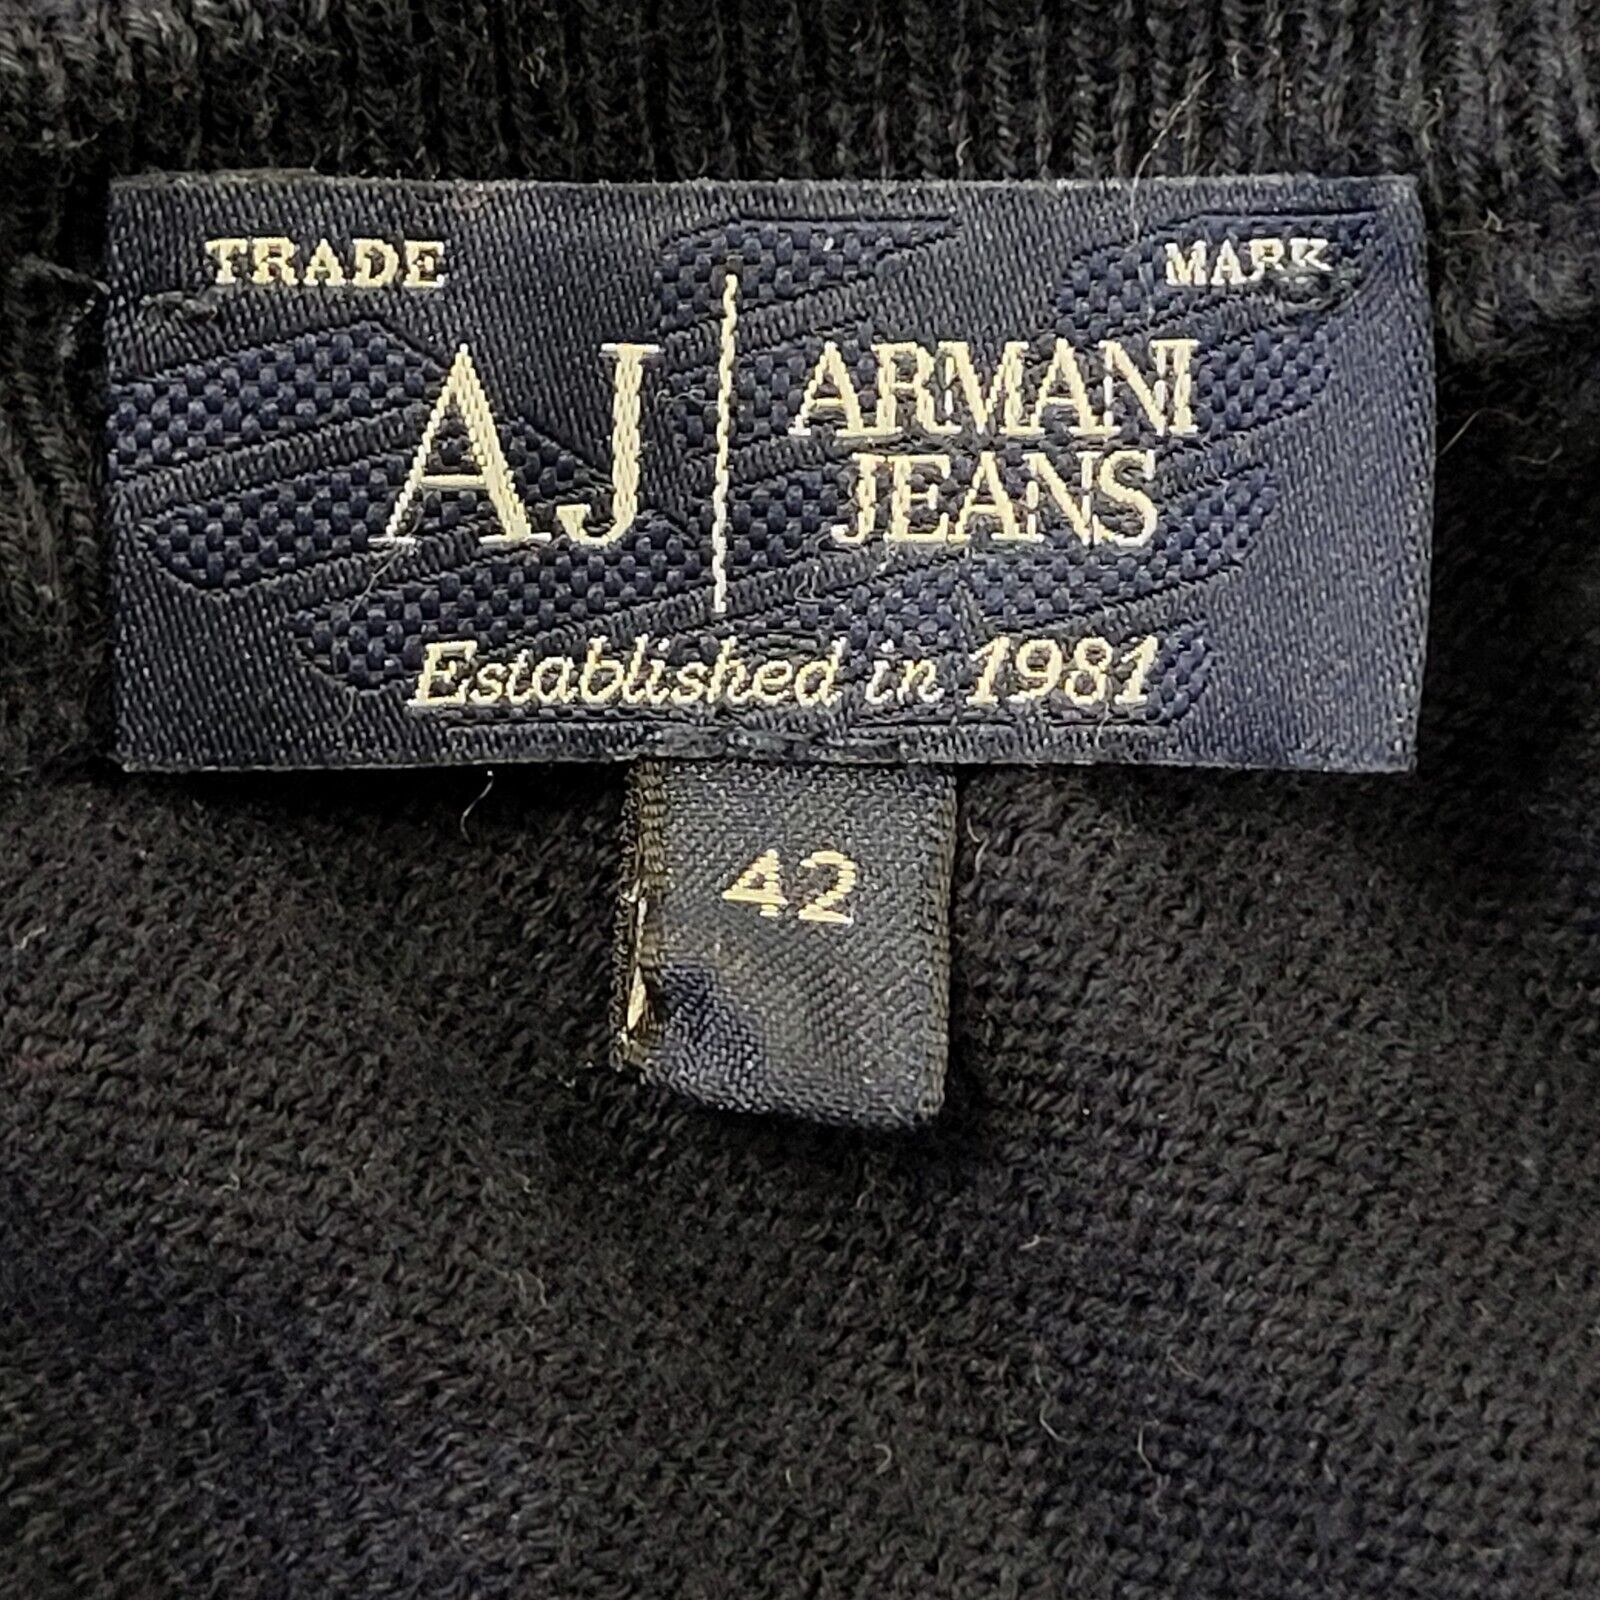 TRADE MARK
AJ ARMANI
JEANS
Established in 1981
42